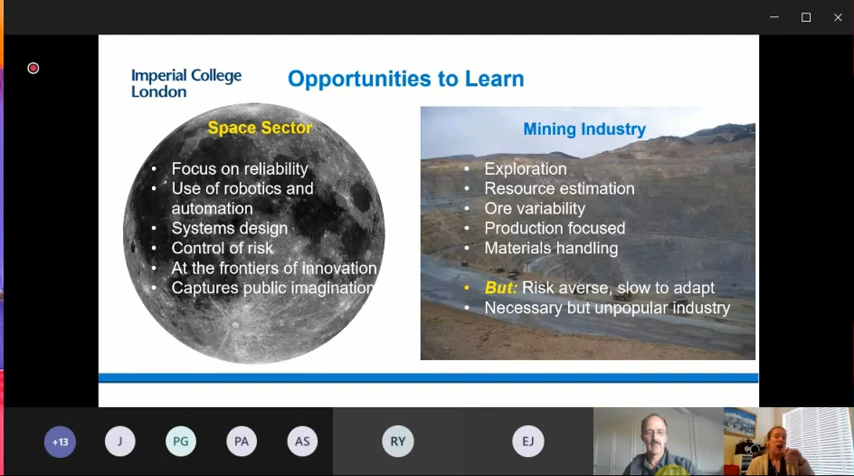 Imperial College
London
Opportunities to Learn
Space Sector
• Focus on reliability
• Use of robotics and
automation
• Systems design
• Control of risk
• At the frontiers of innovation
• Captures public imagination
Mining Industry
• Exploration
• Resource estimation
• Ore variability
• Production focused
• Materials handling
• But: Risk averse, slow to adapt
• Necessary but unpopular industry
+13
J
PG
PA
AS
RY
EJ